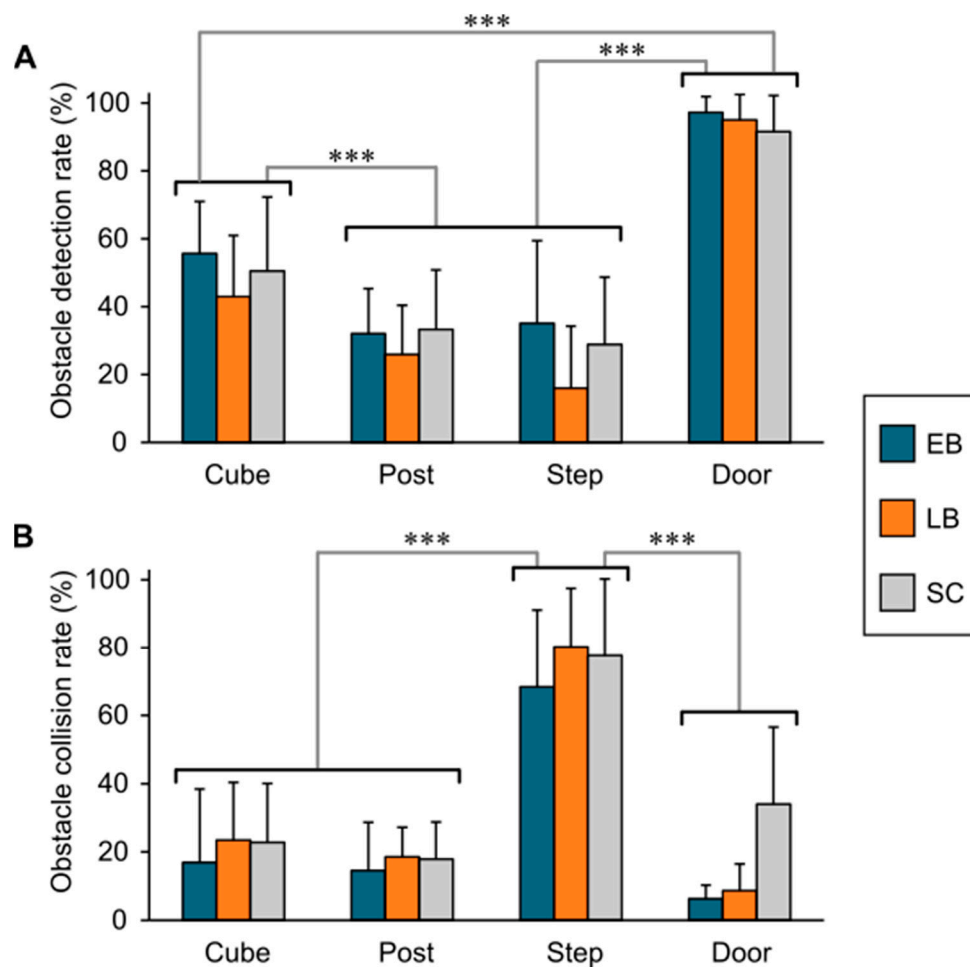 ***
A
***
Obstacle detection rate (%)
100
80
60
40
20
0
***
Cube Post Step Door
EB
LB
SC
B
*** ***
Obstacle collision rate (%)
100
80
60
40
20
0
Cube Post Step Door